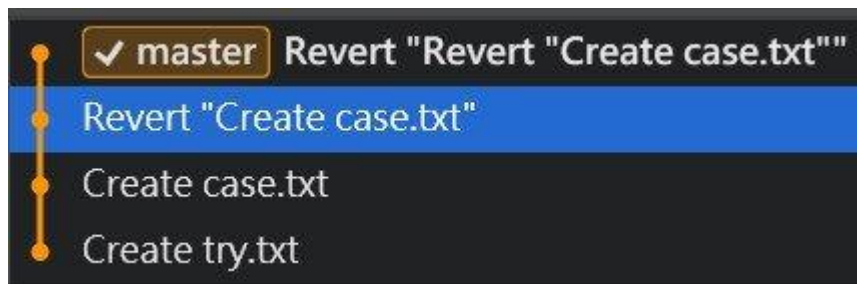 ✓ master Revert "Revert "Create case.txt""
Revert "Create case.txt"
Create case.txt
Create try.txt